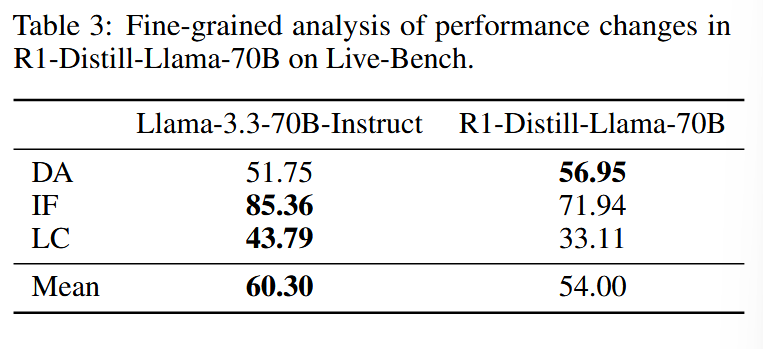 Table 3: Fine-grained analysis of performance changes in
R1-Distill-Llama-70B on Live-Bench.
Llama-3.3-70B-Instruct R1-Distill-Llama-70B
DA 51.75 56.95
IF 85.36 71.94
LC 43.79 33.11
Mean 60.30 54.00